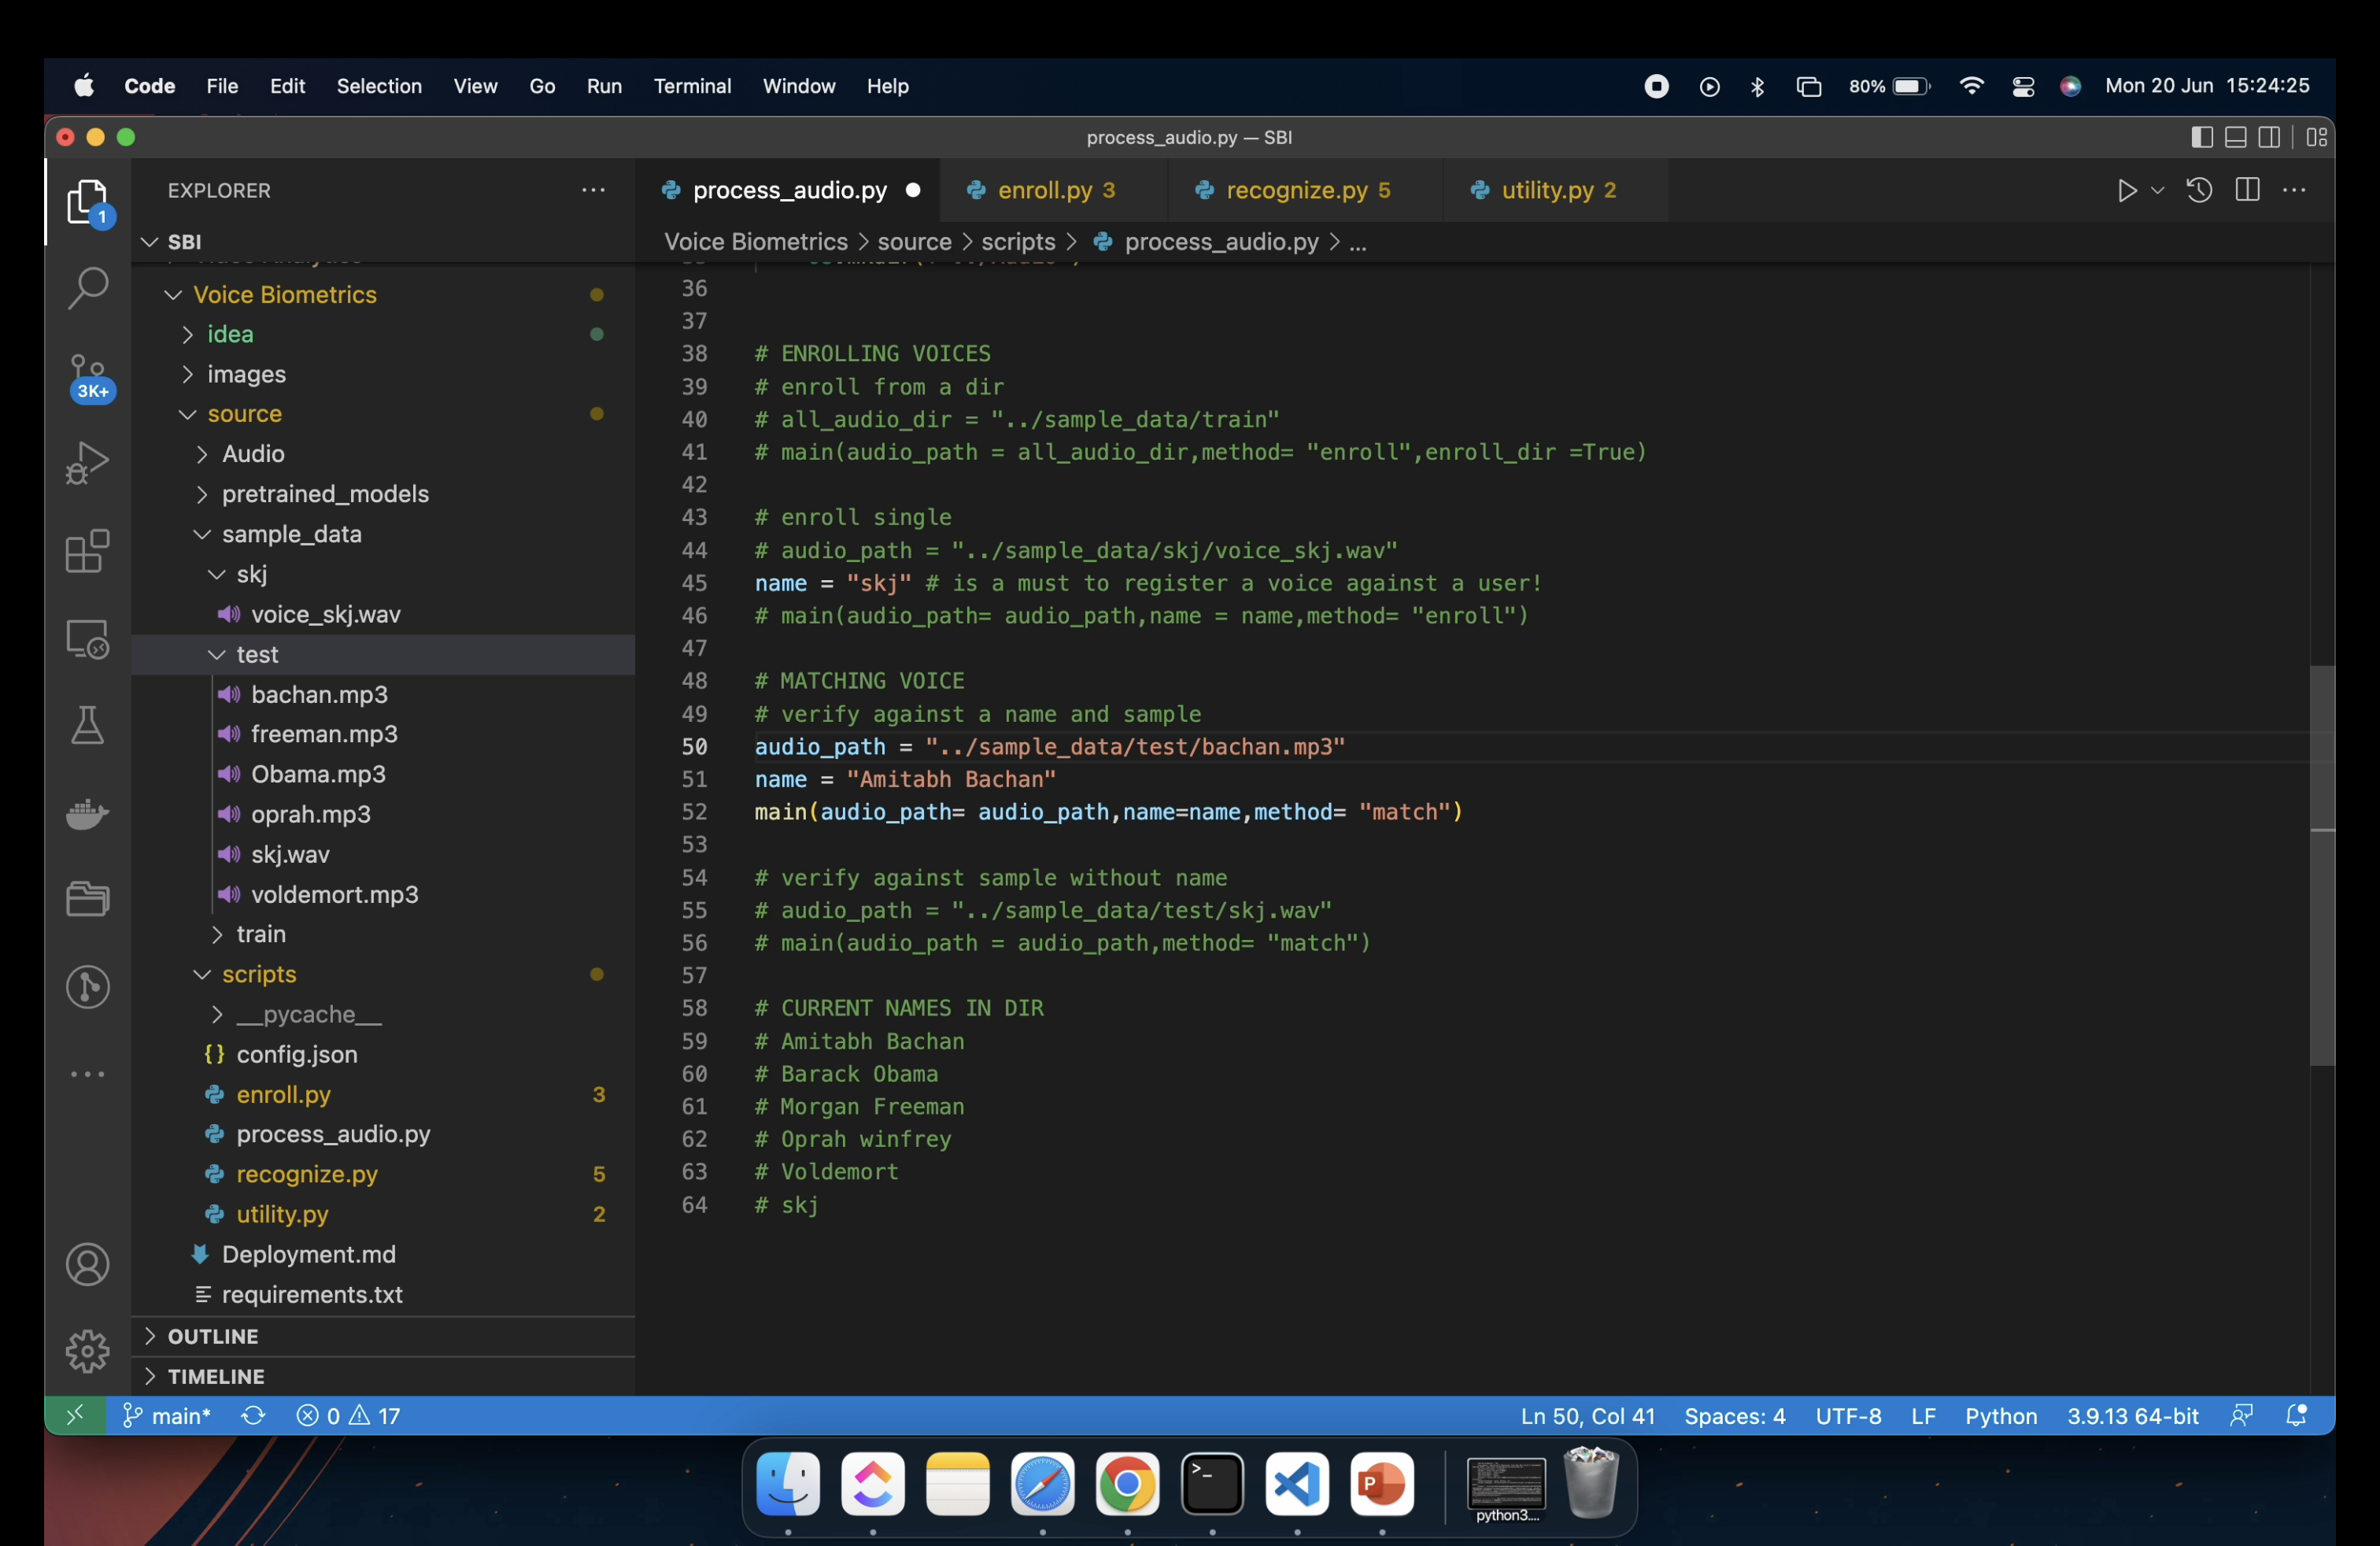 Code File Edit Selection View Go Run Terminal Window Help 80% Mon 20 Jun 15:24:25
process_audio.py — SBI
EXPLORER
process_audio.py
enroll.py 3
recognize.py 5
utility.py 2
1
3K+
SBI
Voice Biometrics
idea
images
source
Audio
pretrained_models
sample_data
skj
voice_skj.wav
test
bachan.mp3
freeman.mp3
Obama.mp3
oprah.mp3
skj.wav
voldemort.mp3
train
scripts
__pycache__
{} config.json
enroll.py 3
process_audio.py
recognize.py 5
utility.py 2
Deployment.md
requirements.txt
OUTLINE
TIMELINE
Voice Biometrics > source > scripts > process_audio.py > ...
36
37
38 # ENROLLING VOICES
39 # enroll from a dir
40 # all_audio_dir = "../sample_data/train"
41 # main(audio_path = all_audio_dir,method= "enroll",enroll_dir =True)
42
43 # enroll single
44 # audio_path = "../sample_data/skj/voice_skj.wav"
45 name = "skj" # is a must to register a voice against a user!
46 # main(audio_path= audio_path,name = name,method= "enroll")
47
48 # MATCHING VOICE
49 # verify against a name and sample
50 audio_path = "../sample_data/test/bachan.mp3"
51 name = "Amitabh Bachan"
52 main(audio_path= audio_path,name=name,method= "match")
53
54 # verify against sample without name
55 # audio_path = "../sample_data/test/skj.wav"
56 # main(audio_path = audio_path,method= "match")
57
58 # CURRENT NAMES IN DIR
59 # Amitabh Bachan
60 # Barack Obama
61 # Morgan Freeman
62 # Oprah winfrey
63 # Voldemort
64 # skj
main* 0 17 Ln 50, Col 41 Spaces: 4 UTF-8 LF Python 3.9.13 64-bit
P
python3....